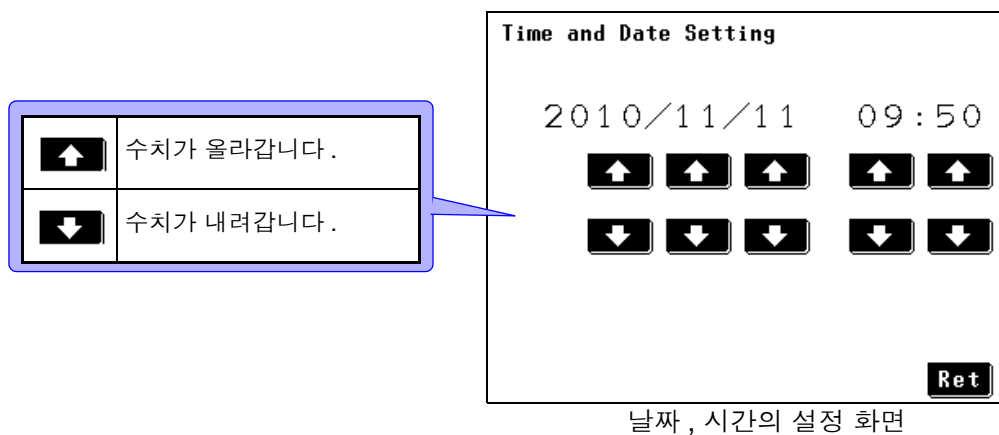 Time and Date Setting
2010/11/11 09:50
수치가 올라갑니다.
수치가 내려갑니다.
Ret
날짜, 시간의 설정 화면